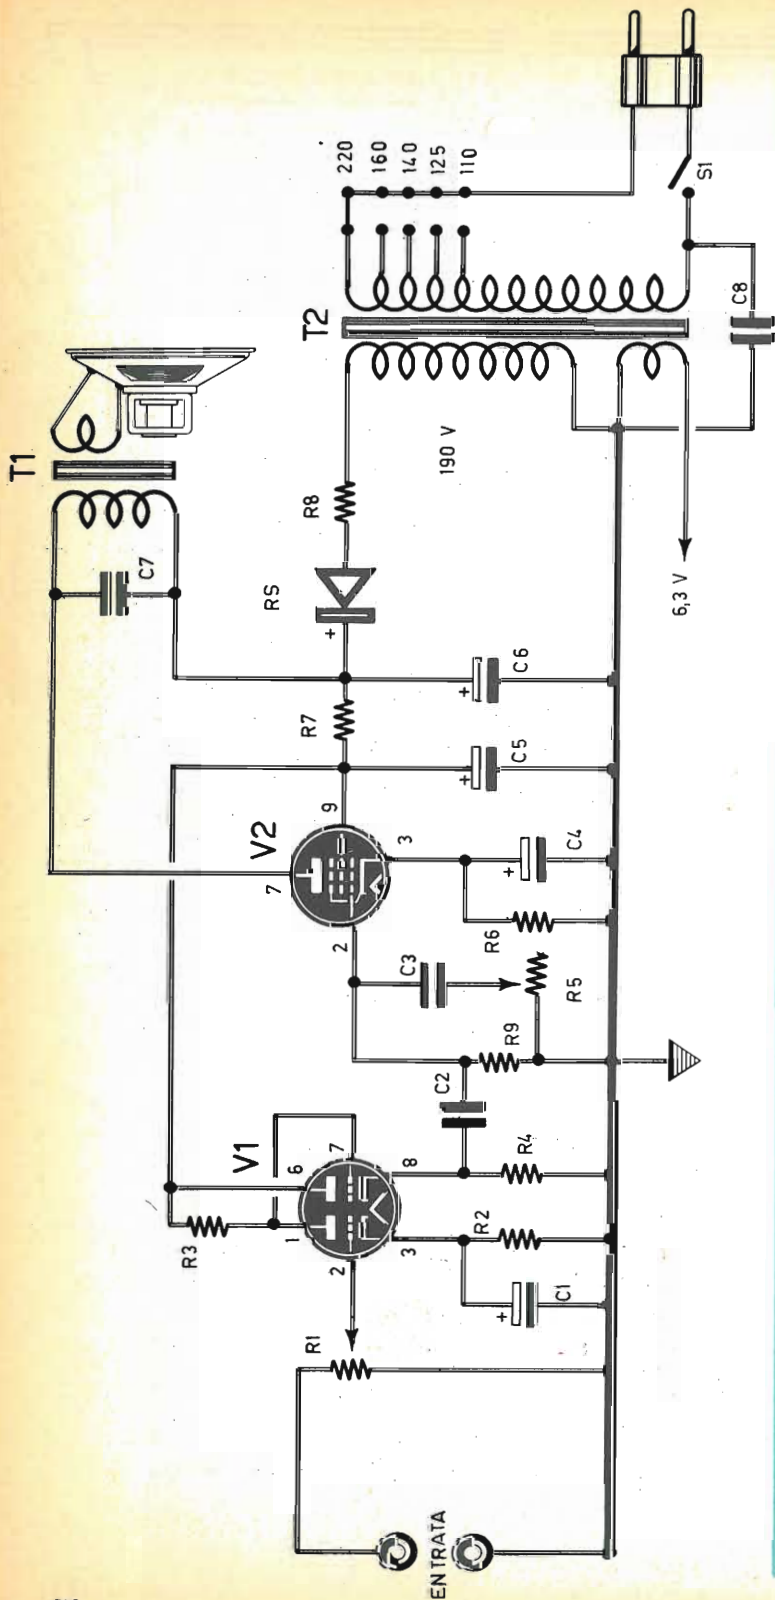 T1
C7
T2
220
160
140
125
110
S1
C8
190 V
6,3 V
R8
RS
+
R7
C6
+
C5
+
V2
7
9
2
3
C4
+
R6
C3
R5
R9
C2
V1
6
7
1
2
3
8
R3
R4
R2
C1
+
R1
ENTRATA